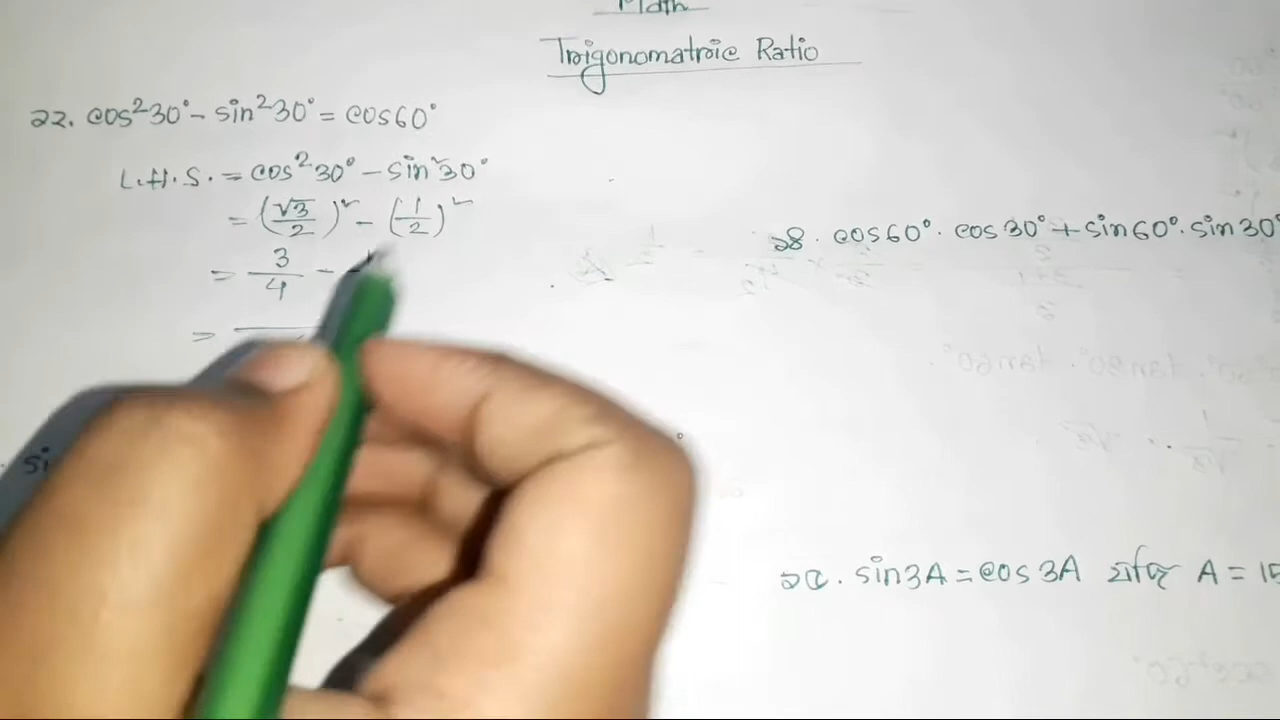 Math
Trigonomatric Ratio
২২. cos²30° - sin²30° = cos60°
L.H.S. = cos²30° - sin²30°
= (√3/2)² - (1/2)²
= 3/4 -
=
২৪. cos60°. cos30° + sin60°. sin30°
si
২৫. sin3A = cos3A যদি A = 15